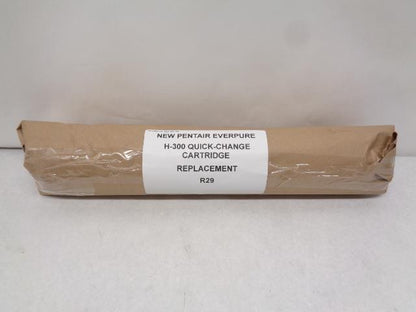 NEW PENTAIR EVERPURE
H-300 QUICK-CHANGE
CARTRIDGE
REPLACEMENT
R29